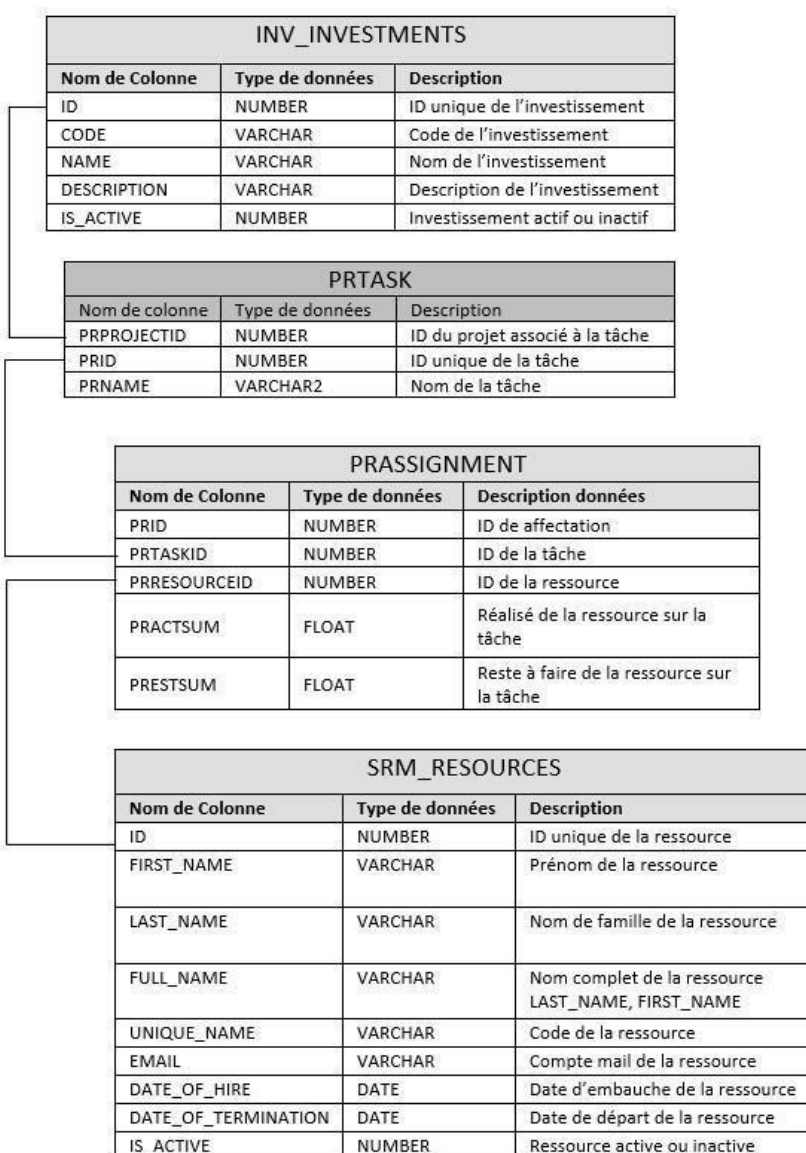 INV_INVESTMENTS
Nom de Colonne Type de données Description
ID NUMBER ID unique de l'investissement
CODE VARCHAR Code de l'investissement
NAME VARCHAR Nom de l'investissement
DESCRIPTION VARCHAR Description de l'investissement
IS_ACTIVE NUMBER Investissement actif ou inactif
PRTASK
Nom de colonne Type de données Description
PRPROJECTID NUMBER ID du projet associé à la tâche
PRID NUMBER ID unique de la tâche
PRNAME VARCHAR2 Nom de la tâche
PRASSIGNMENT
Nom de Colonne Type de données Description données
PRID NUMBER ID de affectation
PRTASKID NUMBER ID de la tâche
PRRESOURCEID NUMBER ID de la ressource
PRACTSUM FLOAT Réalisé de la ressource sur la
tâche
PRESTSUM FLOAT Reste à faire de la ressource sur
la tâche
SRM_RESOURCES
Nom de Colonne Type de données Description
ID NUMBER ID unique de la ressource
FIRST_NAME VARCHAR Prénom de la ressource
LAST_NAME VARCHAR Nom de famille de la ressource
FULL_NAME VARCHAR Nom complet de la ressource
LAST_NAME, FIRST_NAME
UNIQUE_NAME VARCHAR Code de la ressource
EMAIL VARCHAR Compte mail de la ressource
DATE_OF_HIRE DATE Date d'embauche de la ressource
DATE_OF_TERMINATION DATE Date de départ de la ressource
IS_ACTIVE NUMBER Ressource active ou inactive